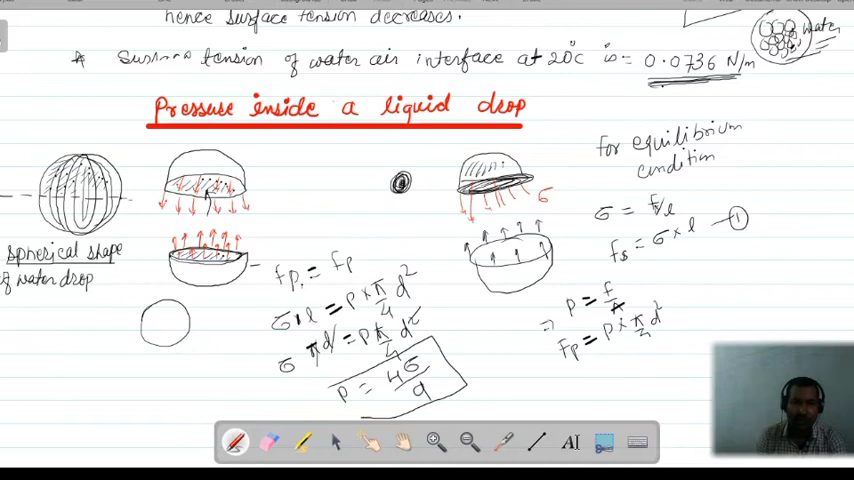 hence surface tension decreases.
water
* tension of water air interface at 20°c is = 0.0736 N/m
Pressure inside a liquid drop
for equilibrium
condition
σ
σ = f/l
fs = σ × l — ①
spherical shape
of water drop
fp, = fp
σ × l = P × π/4 d²
σ πd = P π/4 d²
P = 4σ/d
⇒ P = f/A
fp = P × π/4 d²
AI